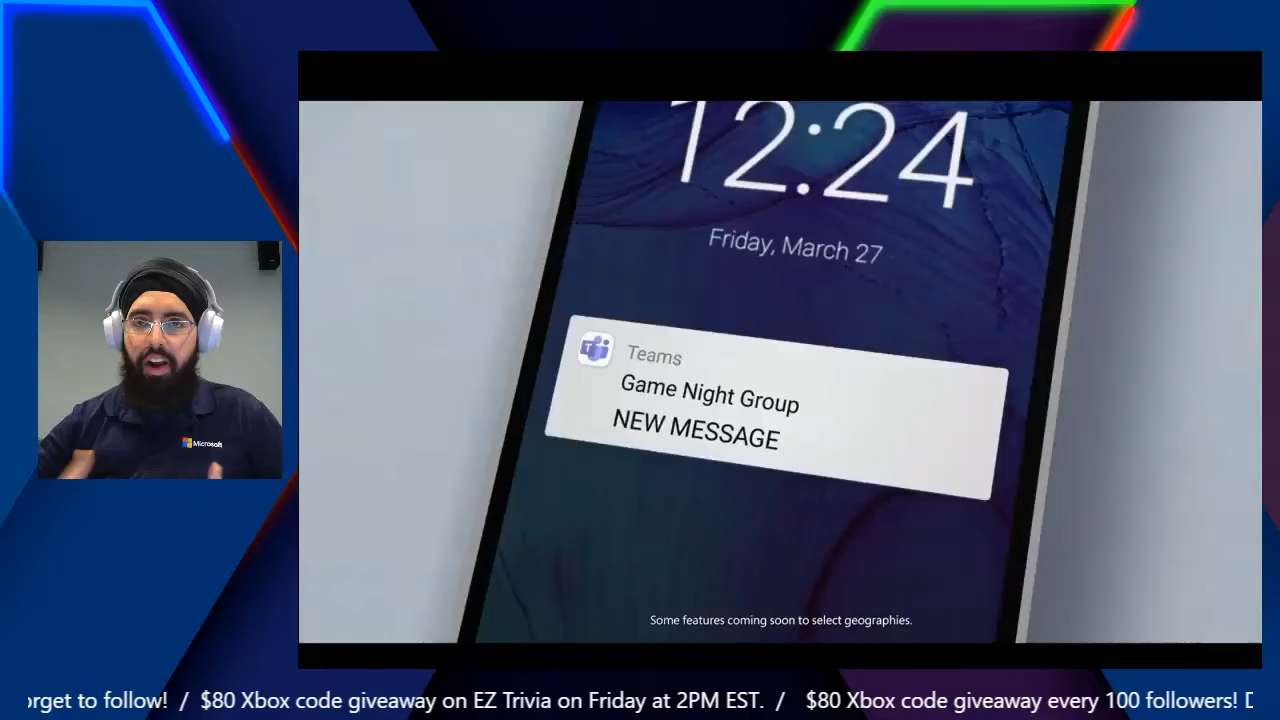 12:24
Friday, March 27
Teams
Game Night Group
NEW MESSAGE
Microsoft
Some features coming soon to select geographies.
orget to follow! / $80 Xbox code giveaway on EZ Trivia on Friday at 2PM EST. / $80 Xbox code giveaway every 100 followers! D